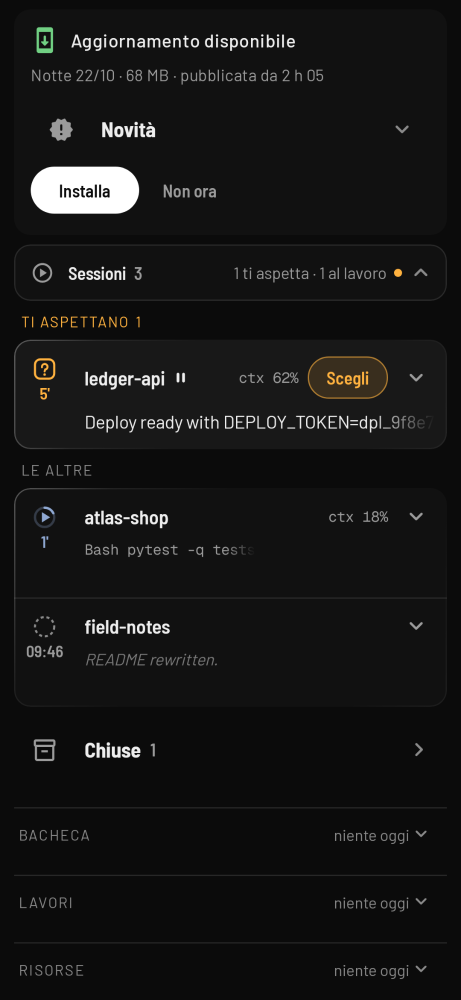 Aggiornamento disponibile
Notte 22/10 · 68 MB · pubblicata da 2 h 05
Novità
Installa Non ora
Sessioni 3 1 ti aspetta · 1 al lavoro
TI ASPETTANO 1
ledger-api ctx 62% Scegli
5'
Deploy ready with DEPLOY_TOKEN=dpl_9f8e7
LE ALTRE
atlas-shop ctx 18%
1'
Bash pytest -q tests
field-notes
09:46
README rewritten.
Chiuse 1
BACHECA niente oggi
LAVORI niente oggi
RISORSE niente oggi